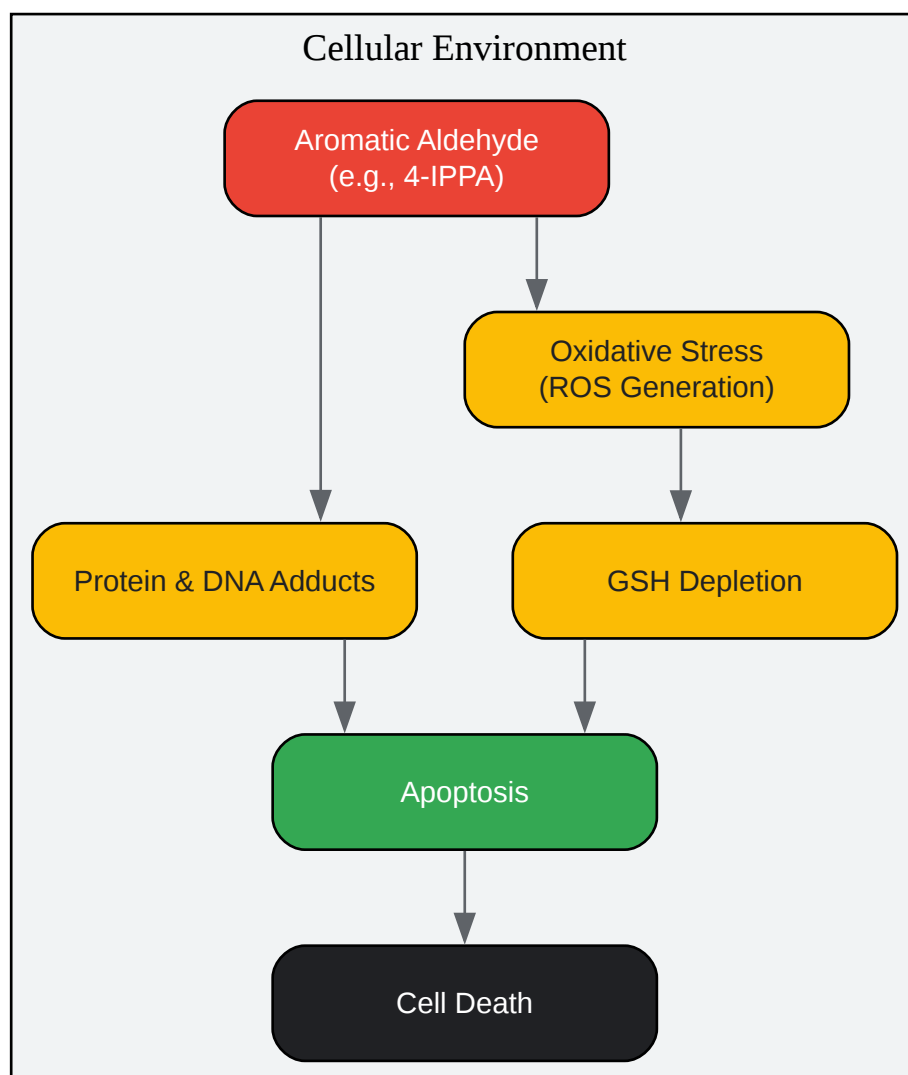 Cellular Environment
Aromatic Aldehyde
(e.g., 4-IPPA)
Oxidative Stress
(ROS Generation)
Protein & DNA Adducts
GSH Depletion
Apoptosis
Cell Death